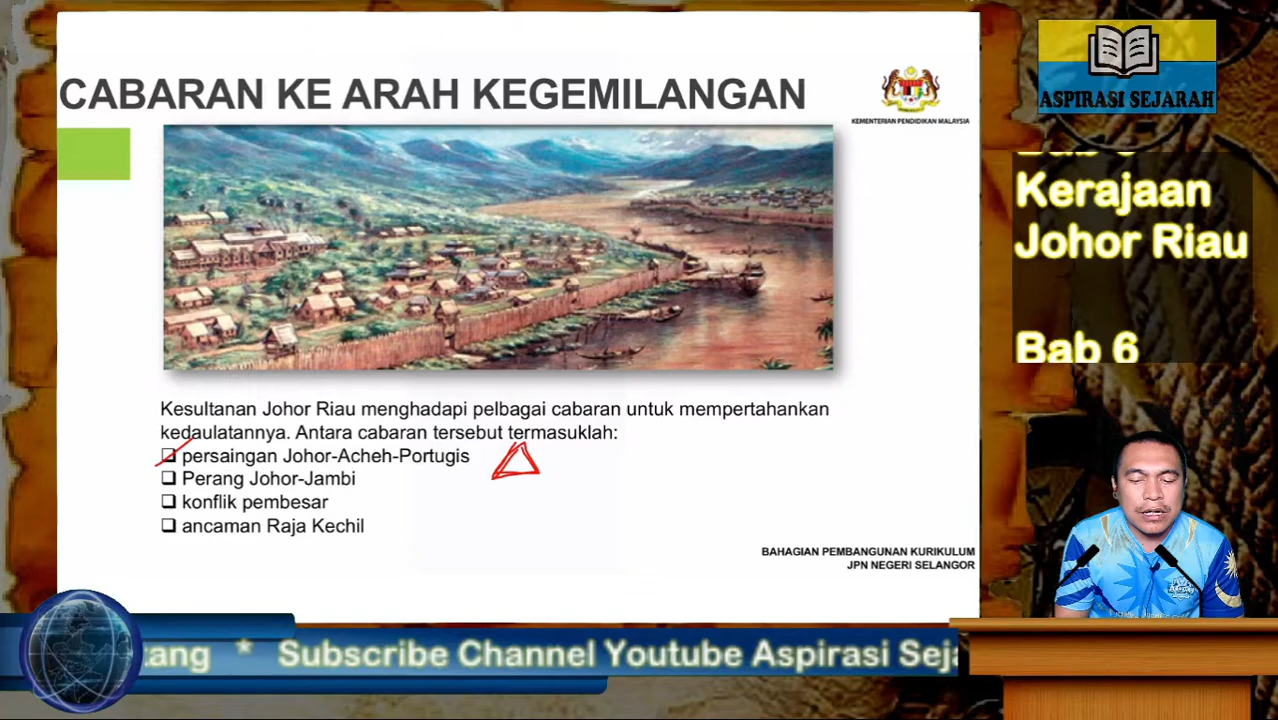 CABARAN KE ARAH KEGEMILANGAN
KEMENTERIAN PENDIDIKAN MALAYSIA
ASPIRASI SEJARAH
Kerajaan
Johor Riau
Bab 6
Kesultanan Johor Riau menghadapi pelbagai cabaran untuk mempertahankan
kedaulatannya. Antara cabaran tersebut termasuklah:
persaingan Johor-Acheh-Portugis
Perang Johor-Jambi
konflik pembesar
ancaman Raja Kechil
BAHAGIAN PEMBANGUNAN KURIKULUM
JPN NEGERI SELANGOR
tang * Subscribe Channel Youtube Aspirasi Seja